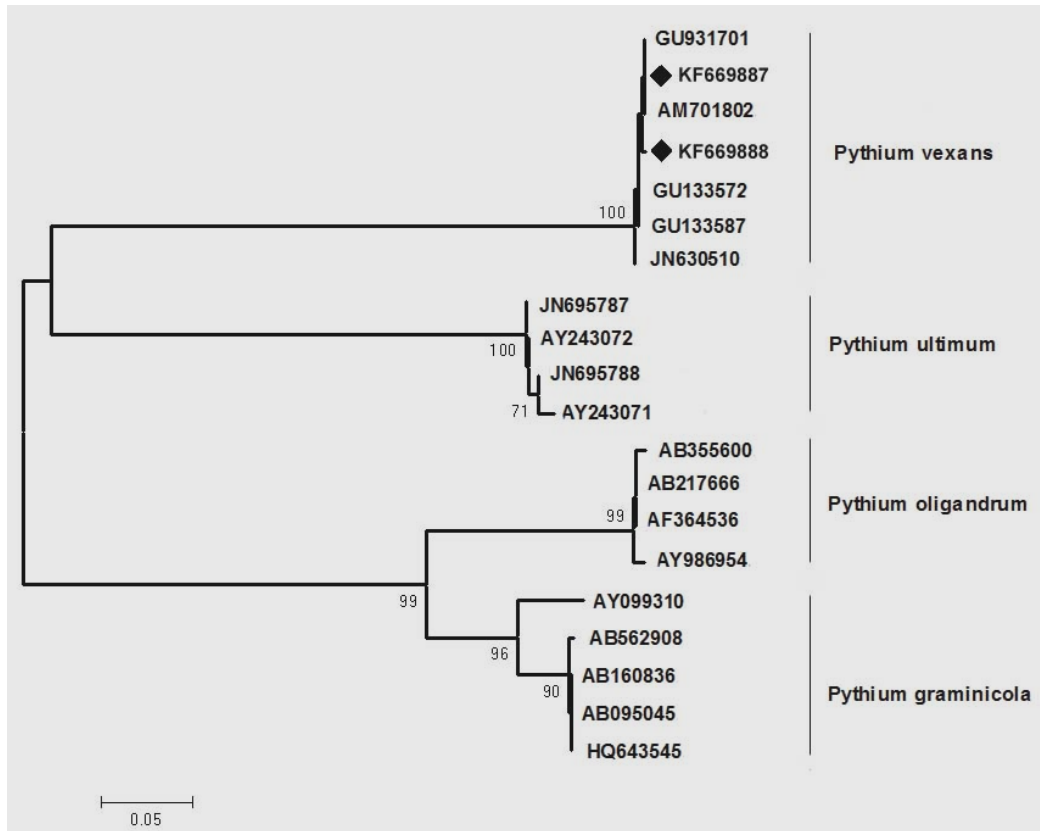 GU931701
KF669887
AM701802
KF669888
Pythium vexans
GU133572
100
GU133587
JN630510
JN695787
AY243072
Pythium ultimum
100
JN695788
71
AY243071
AB355600
AB217666
Pythium oligandrum
99
AF364536
AY986954
99
AY099310
AB562908
96
AB160836
90
Pythium graminicola
AB095045
HQ643545
0.05